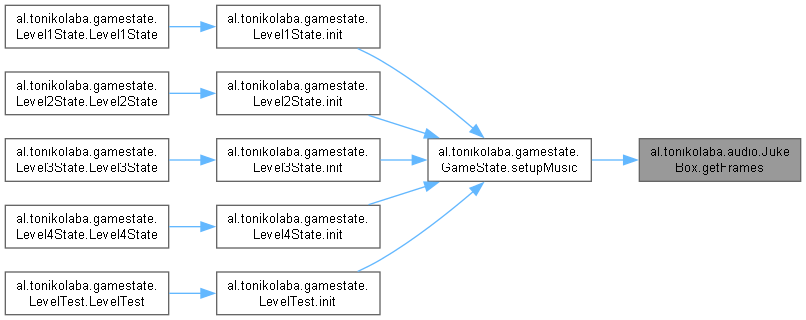 al.tonikolaba.gamestate.
Level1State.Level1State
al.tonikolaba.gamestate.
Level1State.init
al.tonikolaba.gamestate.
Level2State.Level2State
al.tonikolaba.gamestate.
Level2State.init
al.tonikolaba.gamestate.
Level3State.Level3State
al.tonikolaba.gamestate.
Level3State.init
al.tonikolaba.gamestate.
GameState.setupMusic
al.tonikolaba.audio.Juke
Box.getFrames
al.tonikolaba.gamestate.
Level4State.Level4State
al.tonikolaba.gamestate.
Level4State.init
al.tonikolaba.gamestate.
LevelTest.LevelTest
al.tonikolaba.gamestate.
LevelTest.init